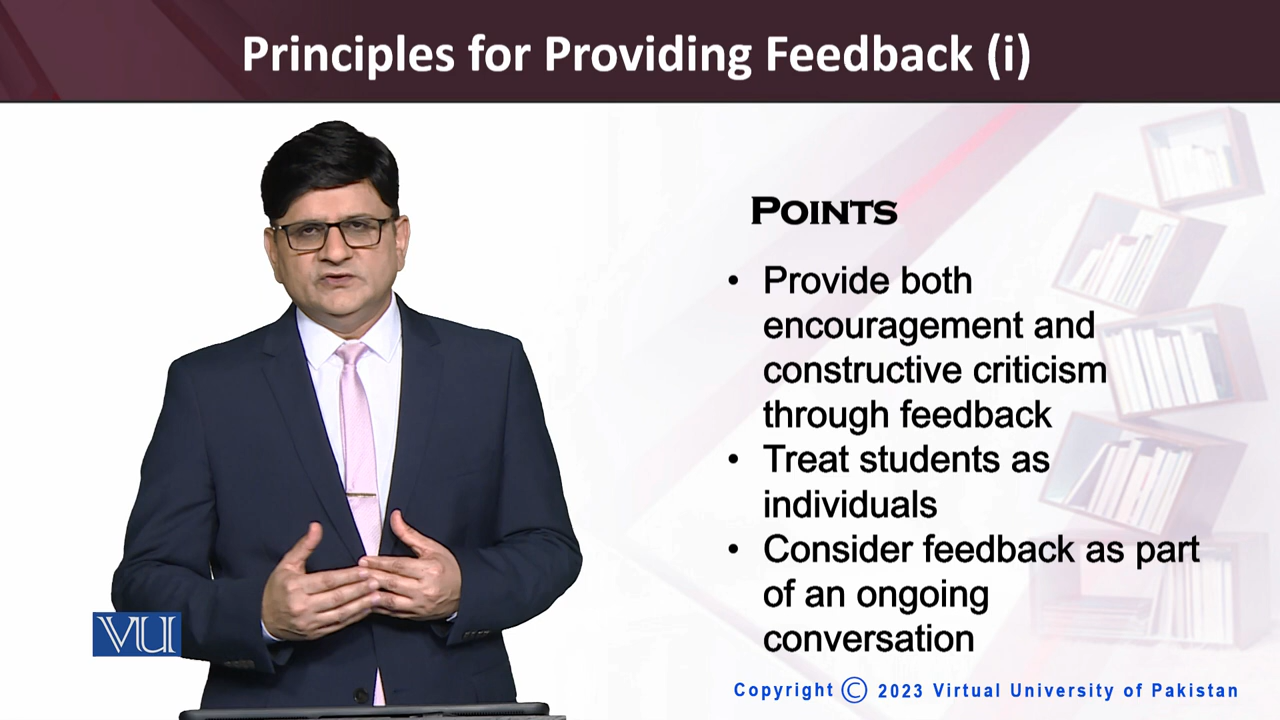 Principles for Providing Feedback (i)
POINTS
• Provide both
encouragement and
constructive criticism
through feedback
• Treat students as
individuals
• Consider feedback as part
of an ongoing
conversation
VU
Copyright © 2023 Virtual University of Pakistan